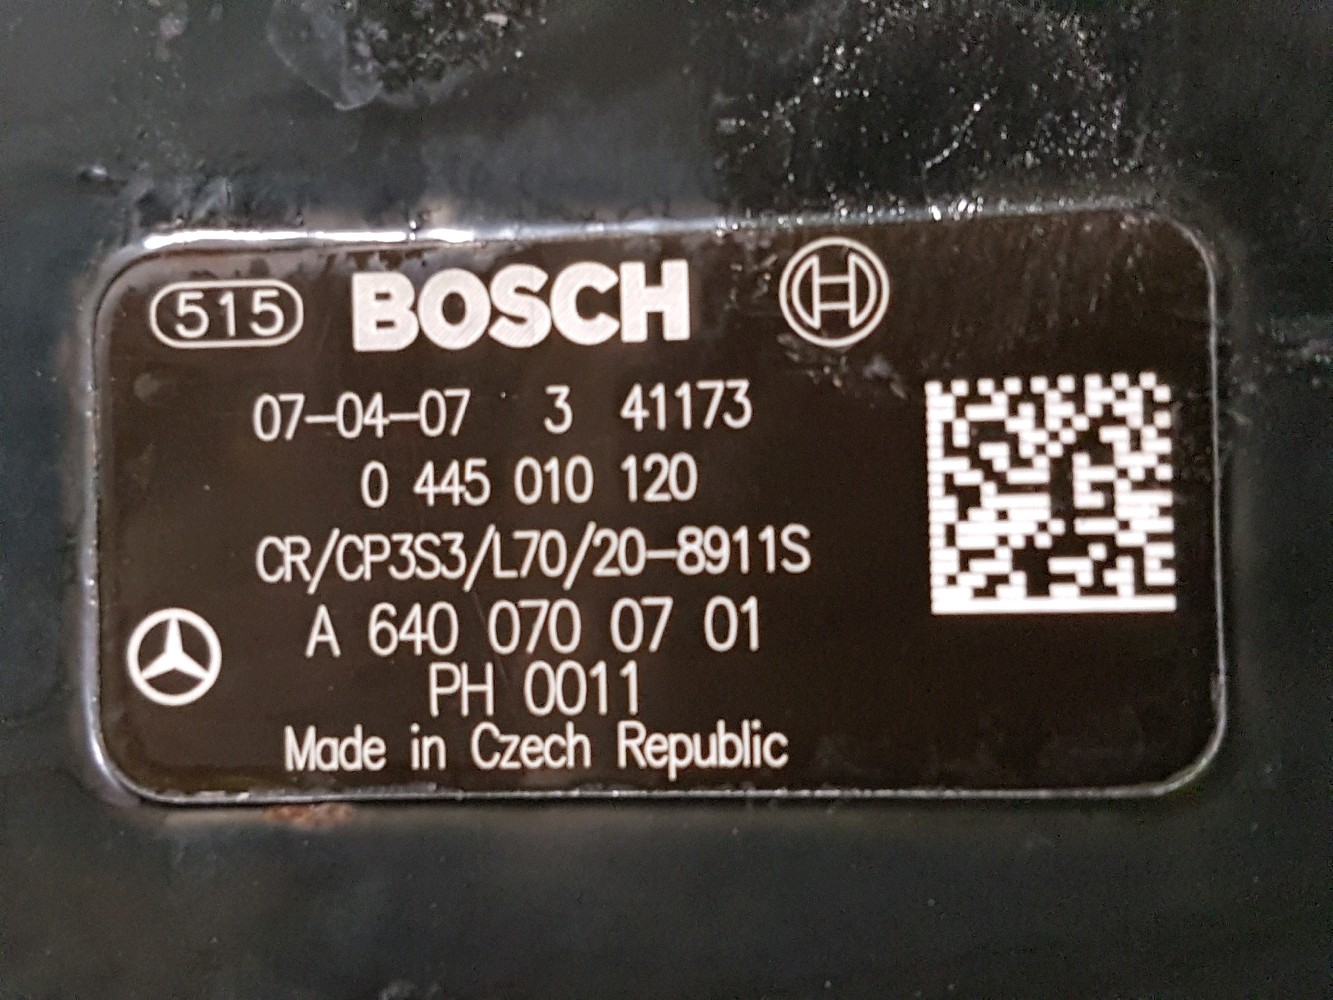 515 BOSCH
07-04-07 3 41173
0 445 010 120
CR/CP3S3/L70/20-8911S
A 640 070 07 01
PH 0011
Made in Czech Republic